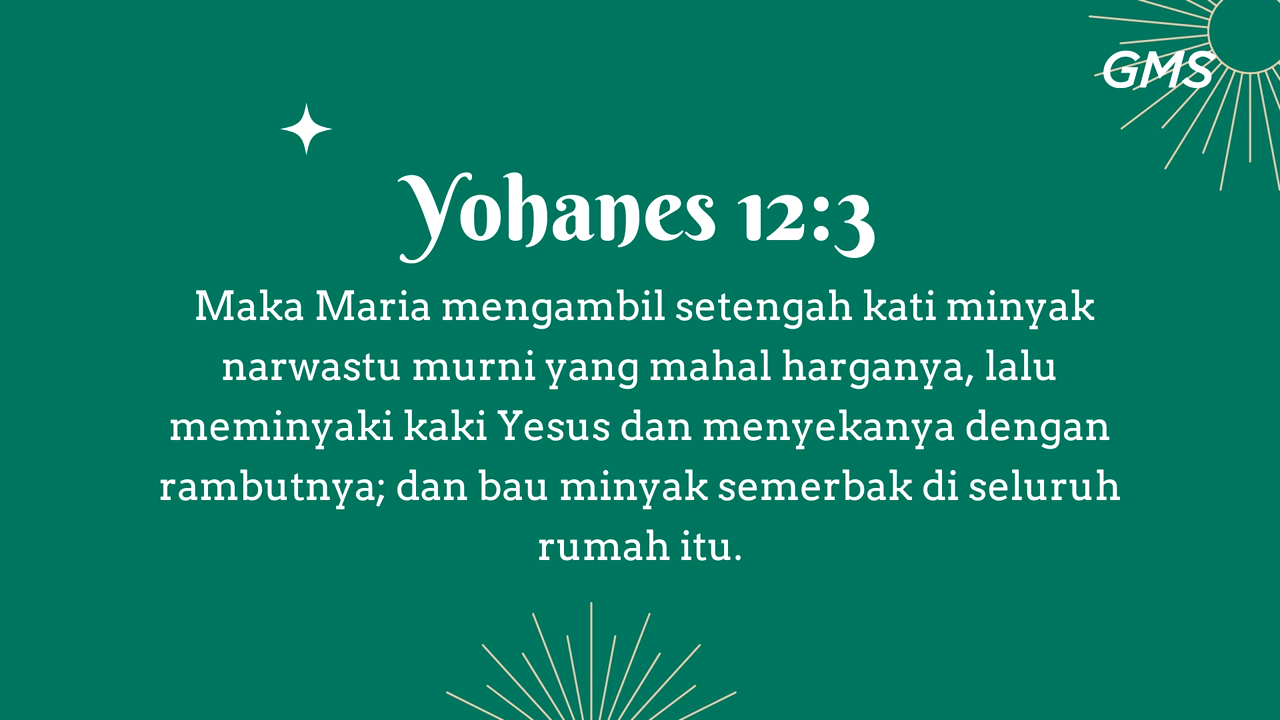 GMS
Yohanes 12:3
Maka Maria mengambil setengah kati minyak
narwastu murni yang mahal harganya, lalu
meminyaki kaki Yesus dan menyekanya dengan
rambutnya; dan bau minyak semerbak di seluruh
rumah itu.